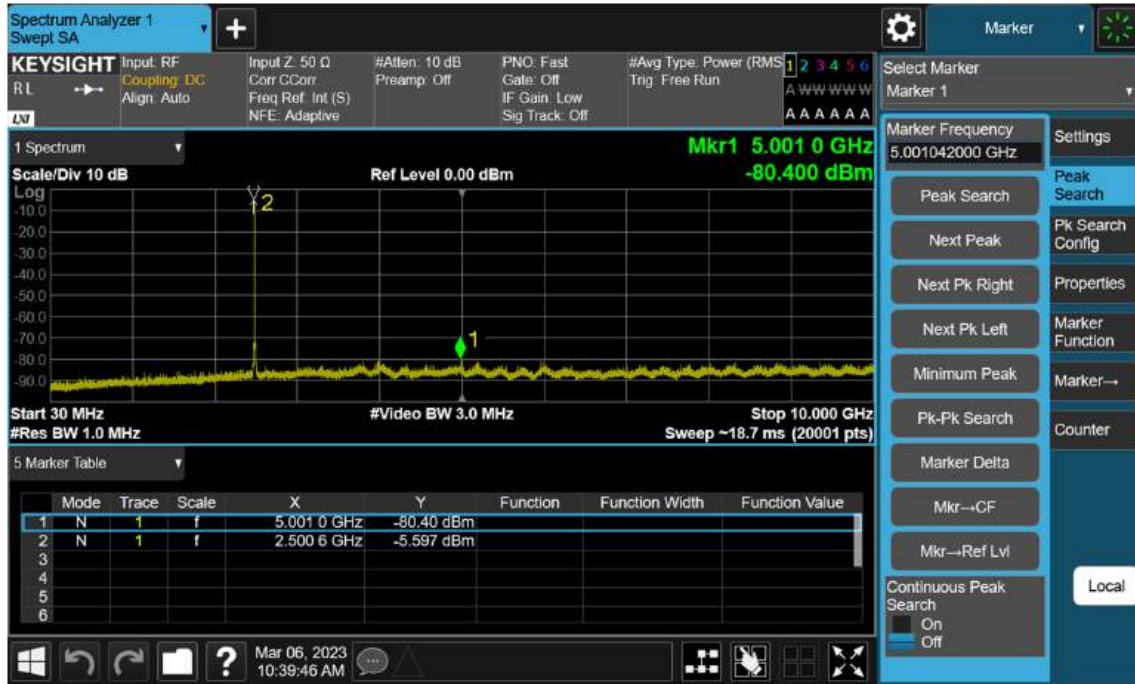 Spectrum Analyzer 1
Swept SA
Marker
KEYSIGHT
RL
LXI
Input: RF
Coupling: DC
Align: Auto
Input Z: 50 Ω
Corr CCorr
Freq Ref: Int (S)
NFE: Adaptive
#Atten: 10 dB
Preamp: Off
PNO: Fast
Gate: Off
IF Gain: Low
Sig Track: Off
#Avg Type: Power (RMS
Trig: Free Run
1 2 3 4 5 6
A W W W W W
A A A A A A
Select Marker
Marker 1
1 Spectrum
Mkr1 5.001 0 GHz
-80.400 dBm
Scale/Div 10 dB
Ref Level 0.00 dBm
Log
-10.0
-20.0
-30.0
-40.0
-50.0
-60.0
-70.0
-80.0
-90.0
2
1
Start 30 MHz
#Video BW 3.0 MHz
Stop 10.000 GHz
#Res BW 1.0 MHz
Sweep ~18.7 ms (20001 pts)
5 Marker Table
Mode Trace Scale X Y Function Function Width Function Value
1 N 1 f 5.001 0 GHz -80.40 dBm
2 N 1 f 2.500 6 GHz -5.597 dBm
3
4
5
6
Mar 06, 2023
10:39:46 AM
Marker Frequency
5.001042000 GHz
Peak Search
Next Peak
Next Pk Right
Next Pk Left
Minimum Peak
Pk-Pk Search
Marker Delta
Mkr→CF
Mkr→Ref Lvl
Continuous Peak
Search
On
Off
Settings
Peak
Search
Pk Search
Config
Properties
Marker
Function
Marker→
Counter
Local